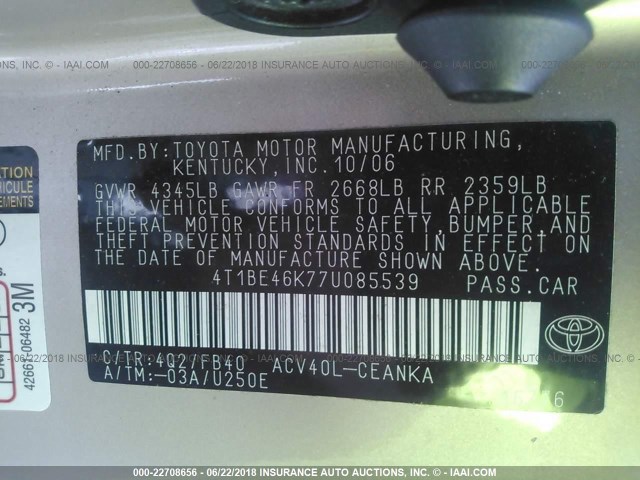 000-22708656 - 06/22/2018 INSURANCE AUTO AUCTIONS, INC. © - IAAI.COM
MFD.BY:TOYOTA MOTOR MANUFACTURING,
KENTUCKY,INC.10/06
GVWR 4345LB GAWR FR 2668LB RR 2359LB
THIS VEHICLE CONFORMS TO ALL APPLICABLE
FEDERAL MOTOR VEHICLE SAFETY,BUMPER,AND
THEFT PREVENTION STANDARDS IN EFFECT ON
THE DATE OF MANUFACTURE SHOWN ABOVE.
4T1BE46K77U085539 PASS.CAR
C/TR:4Q2/FB40 ACV40L-CEANKA
A/TM:-03A/U250E
EHICLE
EMENTS
06482 3M
000-22708656 - 06/22/2018 INSURANCE AUTO AUCTIONS, INC. © - IAAI.COM